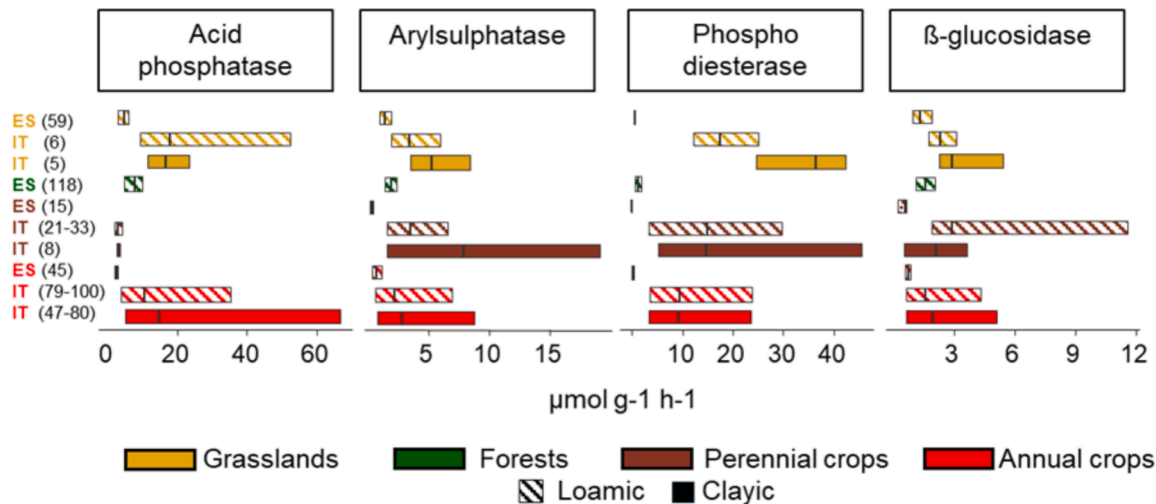 Acid phosphatase
Arylsulphatase
Phospho diesterase
ß-glucosidase
ES (59)
IT (6)
IT (5)
ES (118)
ES (15)
IT (21-33)
IT (8)
ES (45)
IT (79-100)
IT (47-80)
0 20 40 60
5 10 15
10 20 30 40
3 6 9 12
µmol g-1 h-1
Grasslands Forests Perennial crops Annual crops
Loamic Clayic